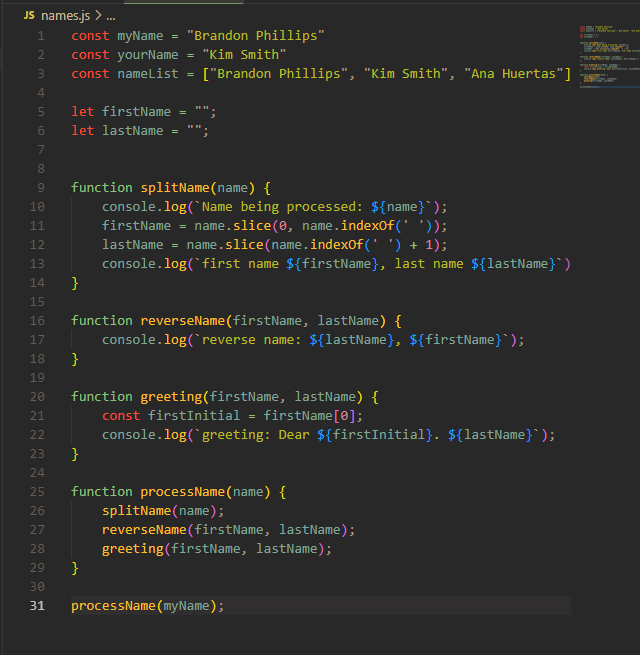 JS names.js > ...
1 const myName = "Brandon Phillips"
2 const yourName = "Kim Smith"
3 const nameList = ["Brandon Phillips", "Kim Smith", "Ana Huertas"]
4
5 let firstName = "";
6 let lastName = "";
7
8
9 function splitName(name) {
10     console.log(`Name being processed: ${name}`);
11     firstName = name.slice(0, name.indexOf(' '));
12     lastName = name.slice(name.indexOf(' ') + 1);
13     console.log(`first name ${firstName}, last name ${lastName}`)
14 }
15
16 function reverseName(firstName, lastName) {
17     console.log(`reverse name: ${lastName}, ${firstName}`);
18 }
19
20 function greeting(firstName, lastName) {
21     const firstInitial = firstName[0];
22     console.log(`greeting: Dear ${firstInitial}. ${lastName}`);
23 }
24
25 function processName(name) {
26     splitName(name);
27     reverseName(firstName, lastName);
28     greeting(firstName, lastName);
29 }
30
31 processName(myName);